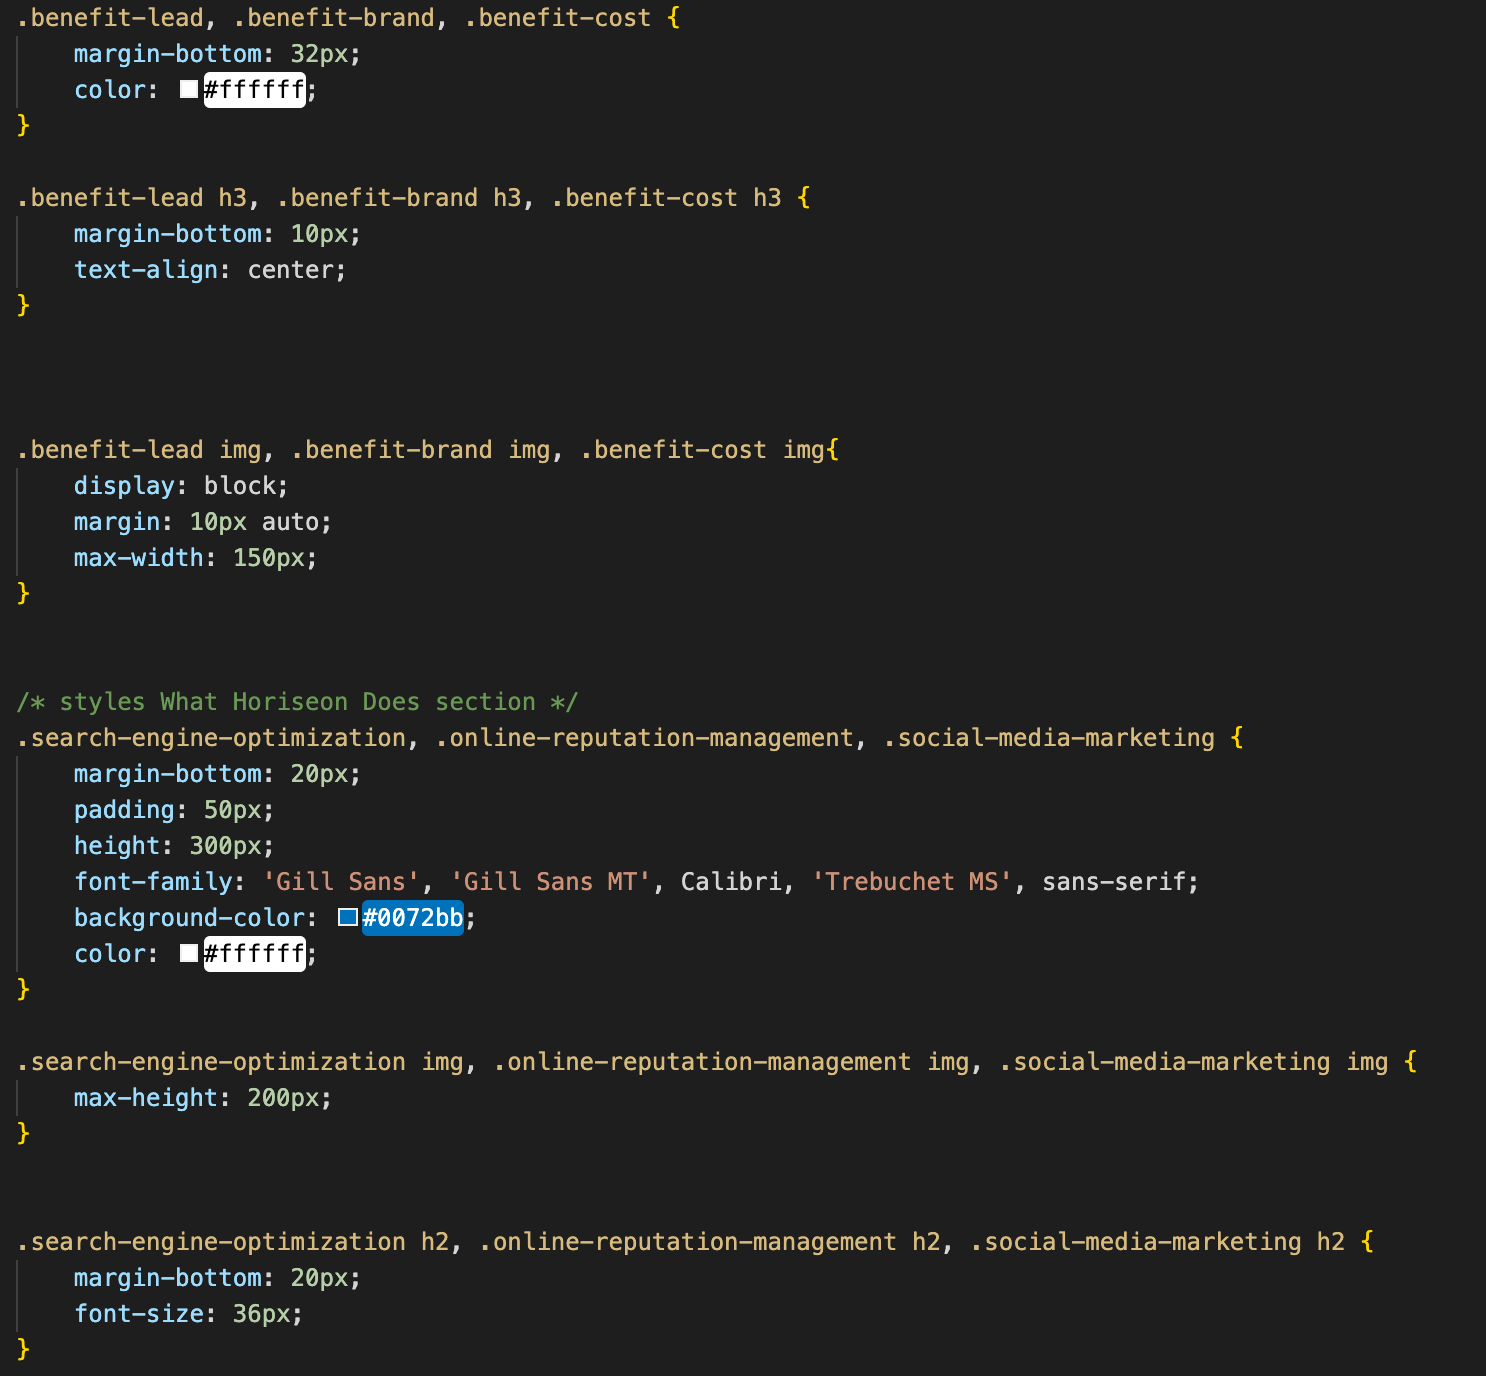 .benefit-lead, .benefit-brand, .benefit-cost {
    margin-bottom: 32px;
    color: #ffffff;
}
.benefit-lead h3, .benefit-brand h3, .benefit-cost h3 {
    margin-bottom: 10px;
    text-align: center;
}
.benefit-lead img, .benefit-brand img, .benefit-cost img{
    display: block;
    margin: 10px auto;
    max-width: 150px;
}
/* styles What Horiseon Does section */
.search-engine-optimization, .online-reputation-management, .social-media-marketing {
    margin-bottom: 20px;
    padding: 50px;
    height: 300px;
    font-family: 'Gill Sans', 'Gill Sans MT', Calibri, 'Trebuchet MS', sans-serif;
    background-color: #0072bb;
    color: #ffffff;
}
.search-engine-optimization img, .online-reputation-management img, .social-media-marketing img {
    max-height: 200px;
}
.search-engine-optimization h2, .online-reputation-management h2, .social-media-marketing h2 {
    margin-bottom: 20px;
    font-size: 36px;
}